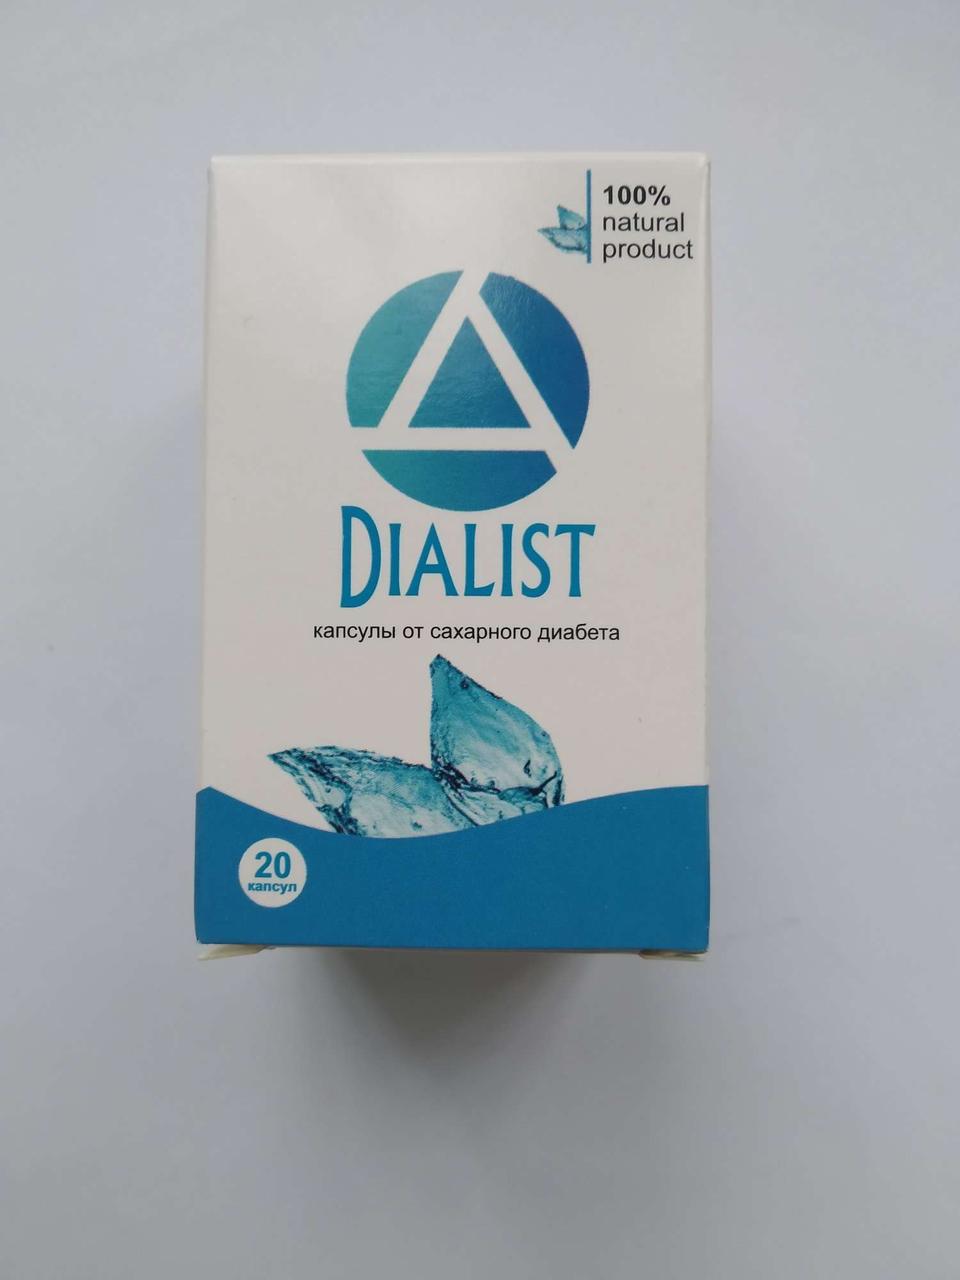 100%
natural
product
DIALIST
капсулы от сахарного диабета
20
капсул